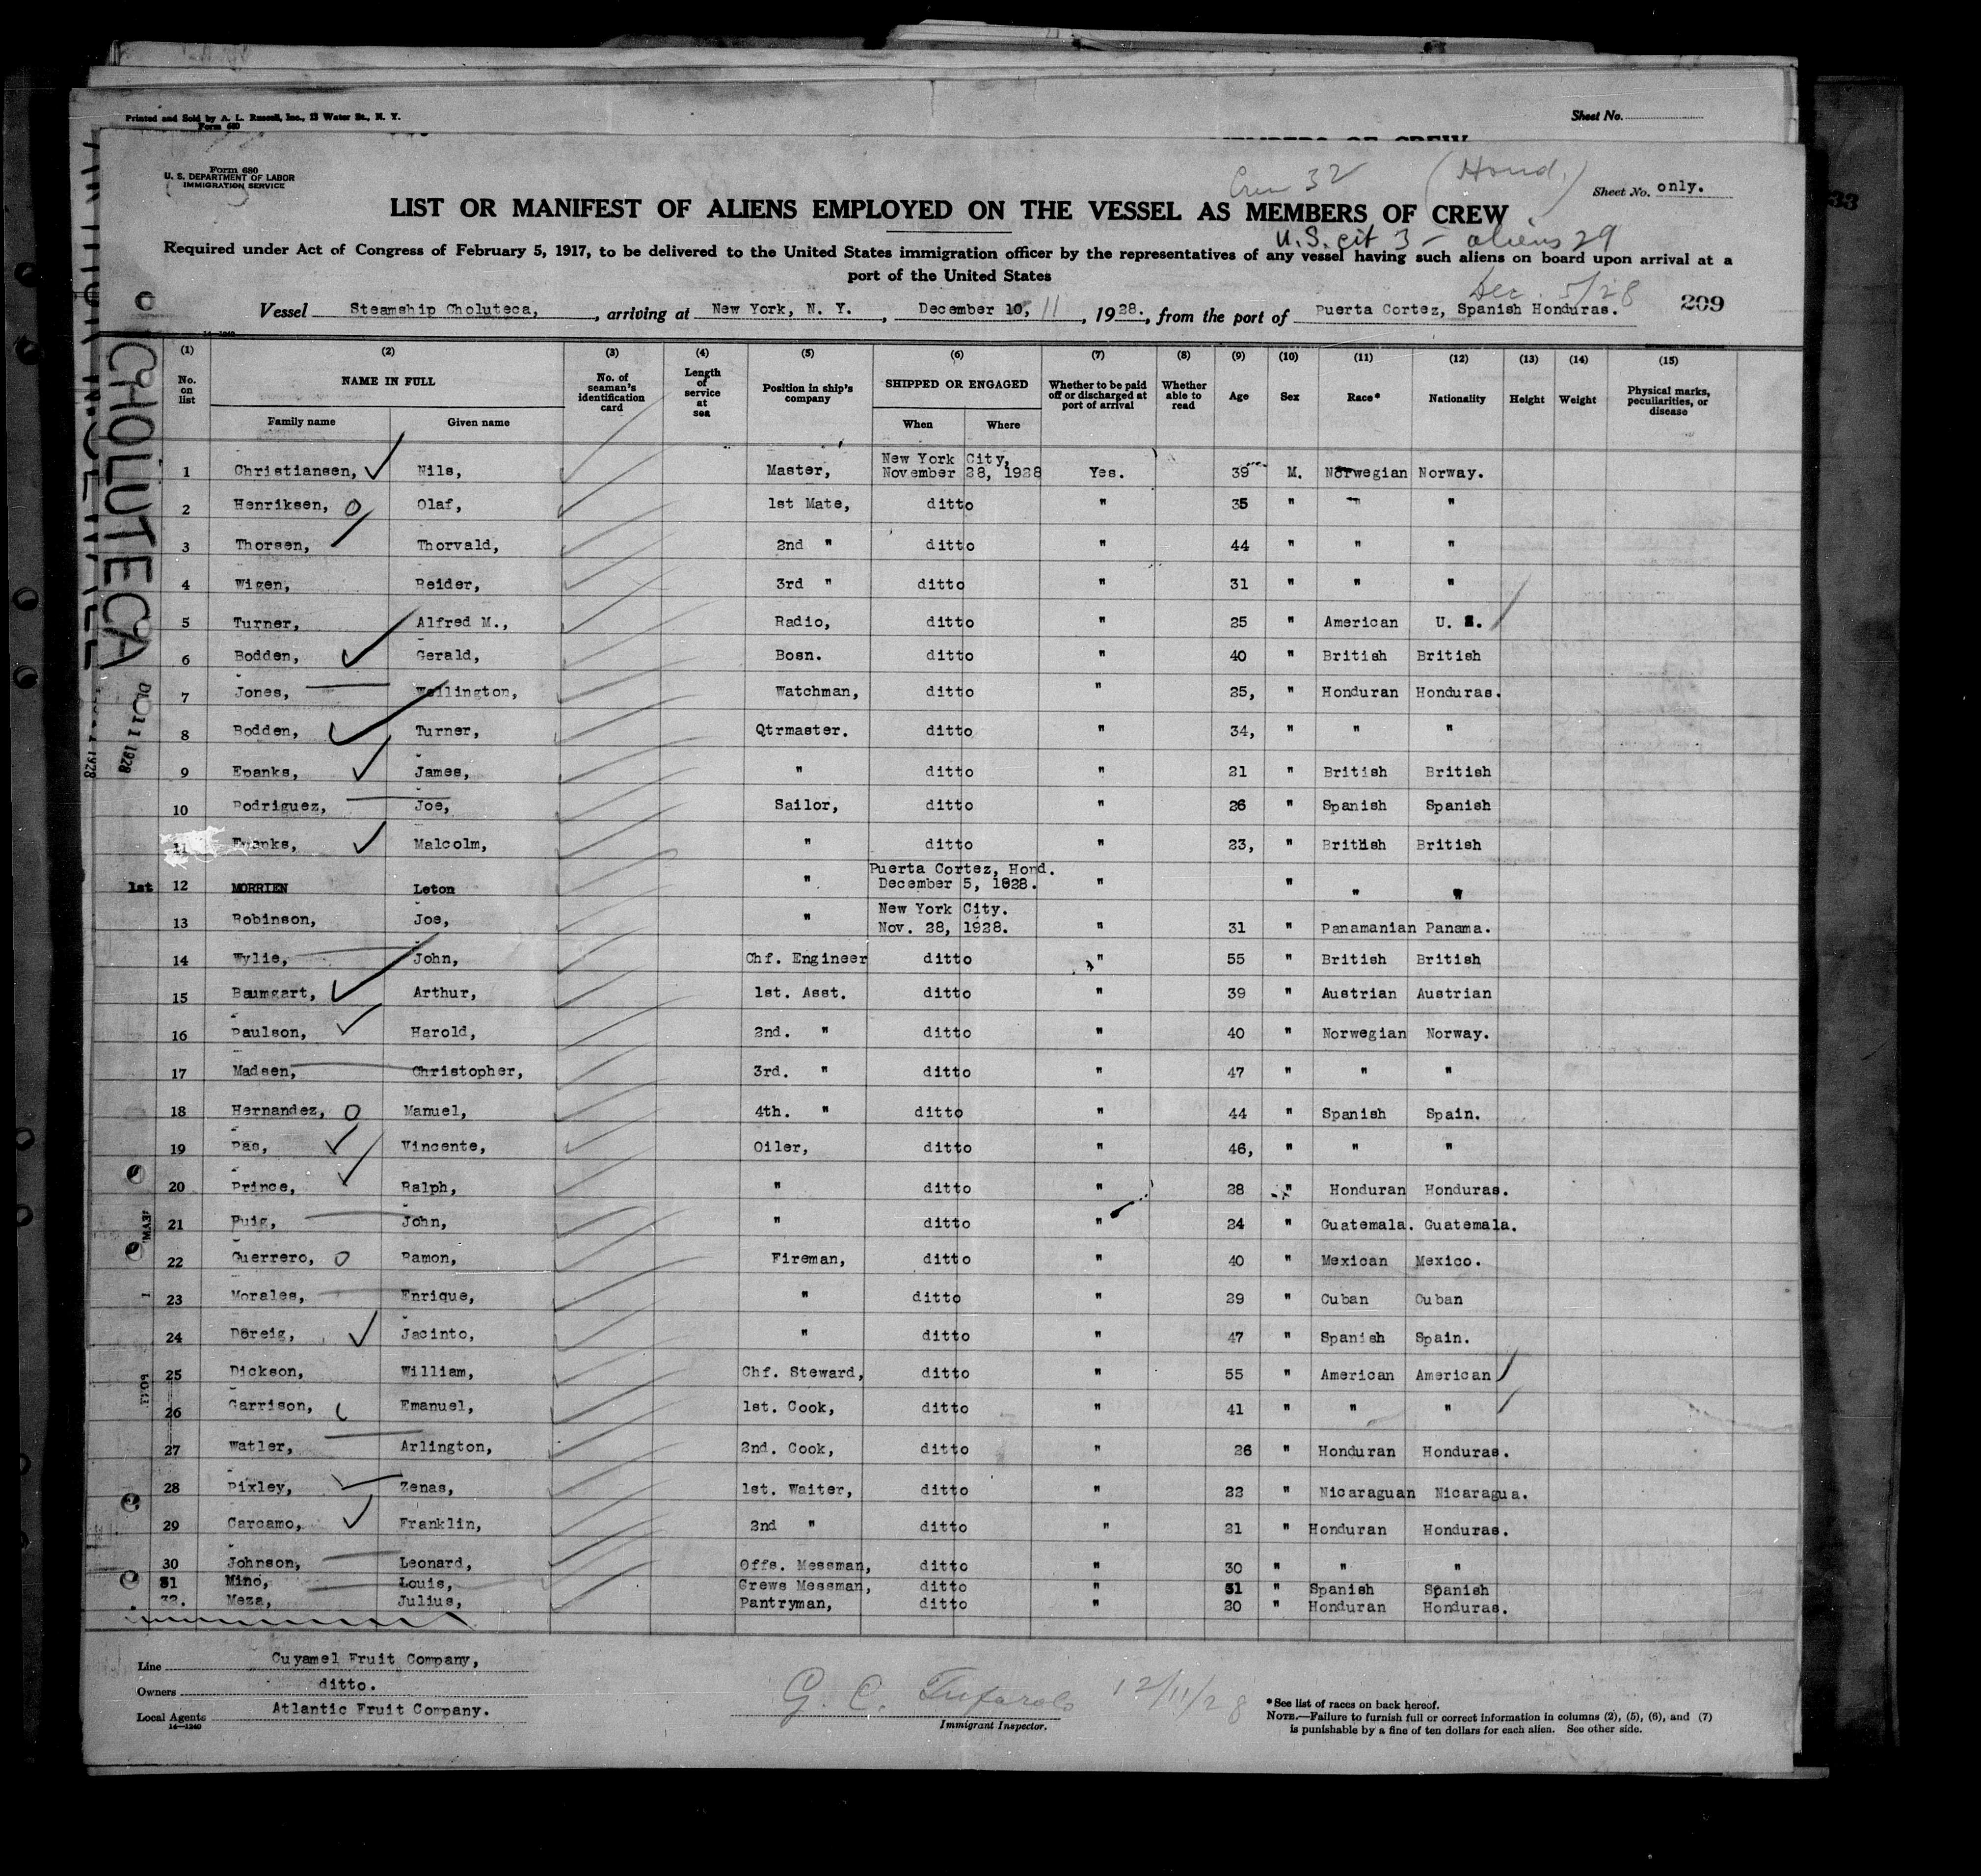 Printed and Sold by A. L. Russell, Inc., 13 Water St., N. Y.
Form 680
Sheet No.
MEMBERS OF CREW
Form 680
U. S. DEPARTMENT OF LABOR
IMMIGRATION SERVICE
Crew 32
(Hond.)
Sheet No. only.
LIST OR MANIFEST OF ALIENS EMPLOYED ON THE VESSEL AS MEMBERS OF CREW
U.S. cit 3 - aliens 29
Required under Act of Congress of February 5, 1917, to be delivered to the United States immigration officer by the representatives of any vessel having such aliens on board upon arrival at a
port of the United States
Dec. 5/28
Vessel Steamship Choluteca, , arriving at New York, N. Y. , December 10, 11 , 1928. , from the port of Puerta Cortez, Spanish Honduras.
209
33
14-1240
CHOLUTECA
DEC 11 1928
1928
(1) (2) (3) (4) (5) (6) (7) (8) (9) (10) (11) (12) (13) (14) (15)
No. on list NAME IN FULL No. of seaman's identification card Length of service at sea Position in ship's company SHIPPED OR ENGAGED Whether to be paid off or discharged at port of arrival Whether able to read Age Sex Race* Nationality Height Weight Physical marks, peculiarities, or disease
Family name Given name When Where
1 Christiansen, Nils, Master, New York City, November 28, 1928 Yes. 39 M. Norwegian Norway.
2 Henriksen, Olaf, 1st Mate, ditto " 35 " " "
3 Thorsen, Thorvald, 2nd " ditto " 44 " " "
4 Wigen, Reider, 3rd " ditto " 31 " " "
5 Turner, Alfred M., Radio, ditto " 25 " American U. S.
6 Bodden, Gerald, Bosn. ditto " 40 " British British
7 Jones, Wellington, Watchman, ditto " 25, " Honduran Honduras.
8 Bodden, Turner, Qtrmaster. ditto " 34, " " "
9 Ebanks, James, " ditto " 21 " British British
10 Rodriguez, Joe, Sailor, ditto " 26 " Spanish Spanish
11 Ebanks, Malcolm, " ditto " 23, " British British
1st 12 MORRIEN Leton " Puerta Cortez, Hond. December 5, 1828. " " " "
13 Robinson, Joe, " New York City. Nov. 28, 1928. " 31 " Panamanian Panama.
14 Wylie, John, Chf. Engineer ditto " 55 " British British
15 Baumgart, Arthur, 1st. Asst. ditto " 39 " Austrian Austrian
16 Paulson, Harold, 2nd. " ditto " 40 " Norwegian Norway.
17 Madsen, Christopher, 3rd. " ditto " 47 " " "
18 Hernandez, Manuel, 4th. " ditto " 44 " Spanish Spain.
19 Pas, Vincente, Oiler, ditto " 46, " " "
20 Prince, Ralph, " ditto " 28 " Honduran Honduras.
21 Puig, John, " ditto " 24 " Guatemala. Guatemala.
22 Guerrero, Ramon, Fireman, ditto " 40 " Mexican Mexico.
23 Morales, Enrique, " ditto " 29 " Cuban Cuban
24 Doreig, Jacinto, " ditto " 47 " Spanish Spain.
25 Dickson, William, Chf. Steward, ditto " 55 " American American
26 Garrison, Emanuel, 1st. Cook, ditto " 41 " " "
27 Watler, Arlington, 2nd. Cook, ditto " 26 " Honduran Honduras.
28 Pixley, Zenas, 1st. Waiter, ditto " 22 " Nicaraguan Nicaragua.
29 Carcamo, Franklin, 2nd " ditto " 21 " Honduran Honduras.
30 Johnson, Leonard, Offs. Messman, ditto " 30 " " "
31 Mino, Louis, Crews Messman, ditto " 31 " Spanish Spanish
32. Meza, Julius, Pantryman, ditto " 20 " Honduran Honduras.
Line Cuyamel Fruit Company,
Owners ditto.
Local Agents Atlantic Fruit Company.
14-1240
G. C. Tufarolo 12/11/28
Immigrant Inspector.
*See list of races on back hereof.
NOTE.—Failure to furnish full or correct information in columns (2), (5), (6), and (7)
is punishable by a fine of ten dollars for each alien. See other side.